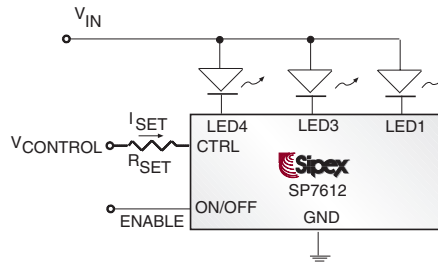 VIN
ISET
LED4 LED3 LED1
VCONTROL RSET CTRL
Sipex
SP7612
ENABLE ON/OFF
GND